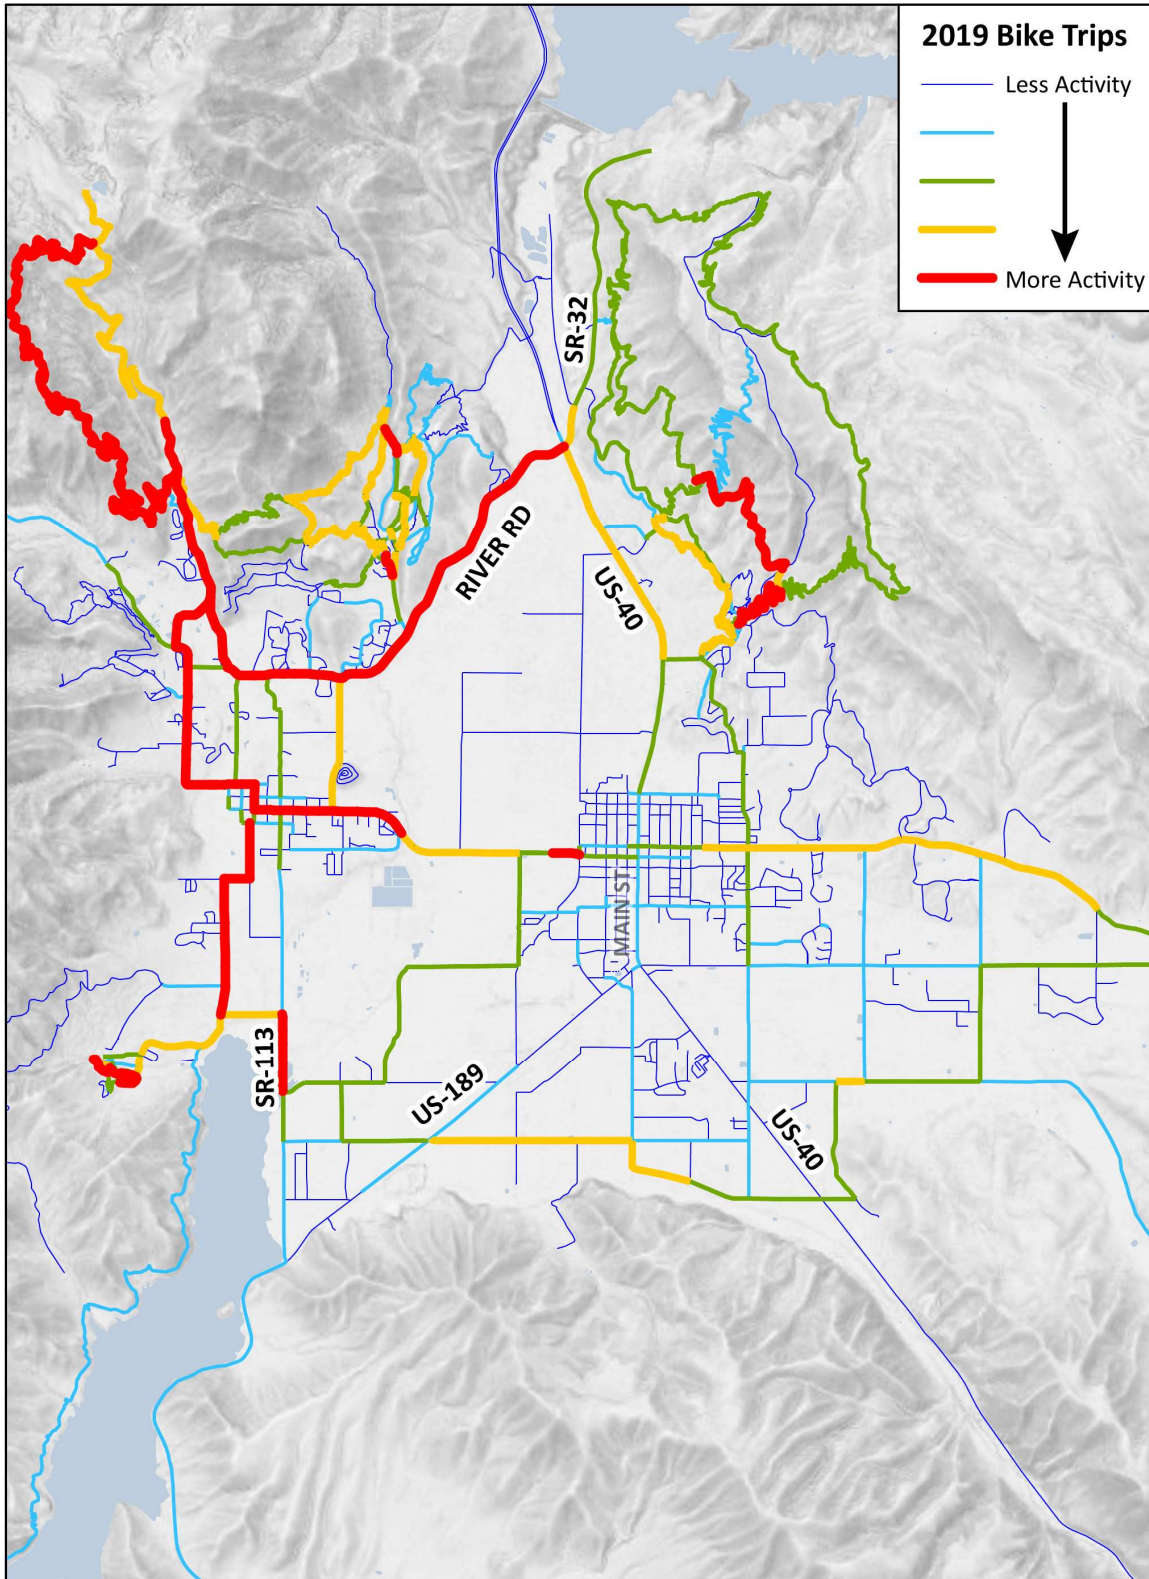 2019 Bike Trips
Less Activity
More Activity
SR-32
RIVER RD
US-40
MAIN ST
SR-113
US-189
US-40